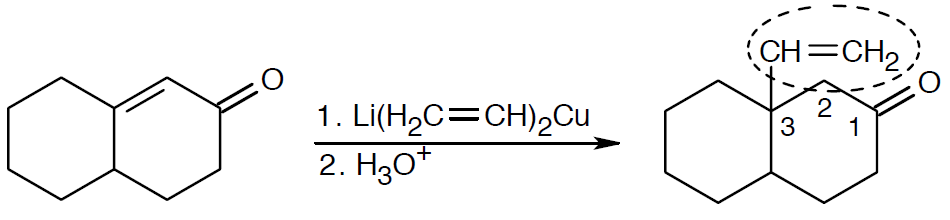 O
1. Li(H₂C=CH)₂Cu
2. H₃O⁺
CH=CH₂
O
3 2 1